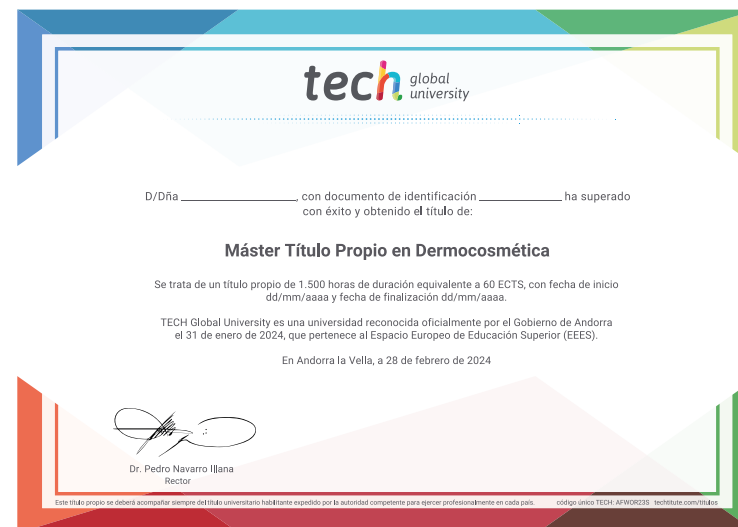 tech global university
D/Dña ______________, con documento de identificación ______________ ha superado
con éxito y obtenido el título de:
Máster Título Propio en Dermocosmética
Se trata de un título propio de 1.500 horas de duración equivalente a 60 ECTS, con fecha de inicio
dd/mm/aaaa y fecha de finalización dd/mm/aaaa.
TECH Global University es una universidad reconocida oficialmente por el Gobierno de Andorra
el 31 de enero de 2024, que pertenece al Espacio Europeo de Educación Superior (EEES).
En Andorra la Vella, a 28 de febrero de 2024
Dr. Pedro Navarro Illana
Rector
Este título propio se deberá acompañar siempre del título universitario habilitante expedido por la autoridad competente para ejercer profesionalmente en cada país. código único TECH: AFWOR23S techtitute.com/titulos